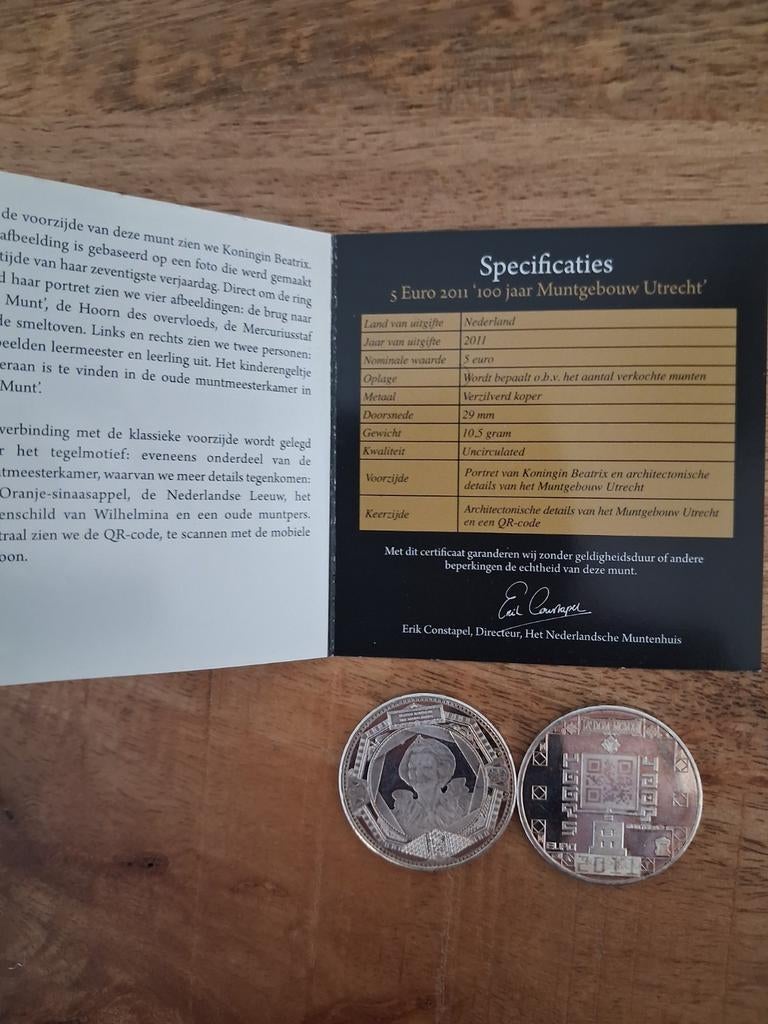 de voorzijde van deze munt zien we Koningin Beatrix.
afbeelding is gebaseerd op een foto die werd gemaakt
tijde van haar zeventigste verjaardag. Direct om de ring
d haar portret zien we vier afbeeldingen: de brug naar
Munt', de Hoorn des overvloeds, de Mercuriusstaf
de smeltoven. Links en rechts zien we twee personen:
beelden leermeester en leerling uit. Het kinderengeltje
eraan is te vinden in de oude muntmeesterkamer in
Munt'.
verbinding met de klassieke voorzijde wordt gelegd
r het tegelmotief: eveneens onderdeel van de
ntmeesterkamer, waarvan we meer details tegenkomen:
Oranje-sinaasappel, de Nederlandse Leeuw, het
enschild van Wilhelmina en een oude muntpers.
traal zien we de QR-code, te scannen met de mobiele
oon.
Specificaties
5 Euro 2011 '100 jaar Muntgebouw Utrecht'
Land van uitgifte Nederland
Jaar van uitgifte 2011
Nominale waarde 5 euro
Oplage Wordt bepaalt o.b.v. het aantal verkochte munten
Metaal Verzilverd koper
Doorsnede 29 mm
Gewicht 10,5 gram
Kwaliteit Uncirculated
Voorzijde Portret van Koningin Beatrix en architectonische
details van het Muntgebouw Utrecht
Keerzijde Architectonische details van het Muntgebouw Utrecht
en een QR-code
Met dit certificaat garanderen wij zonder geldigheidsduur of andere
beperkingen de echtheid van deze munt.
Erik Constapel
Erik Constapel, Directeur, Het Nederlandsche Muntenhuis
BEATRIX KONINGIN
DER NEDERLANDEN
EURO
2011